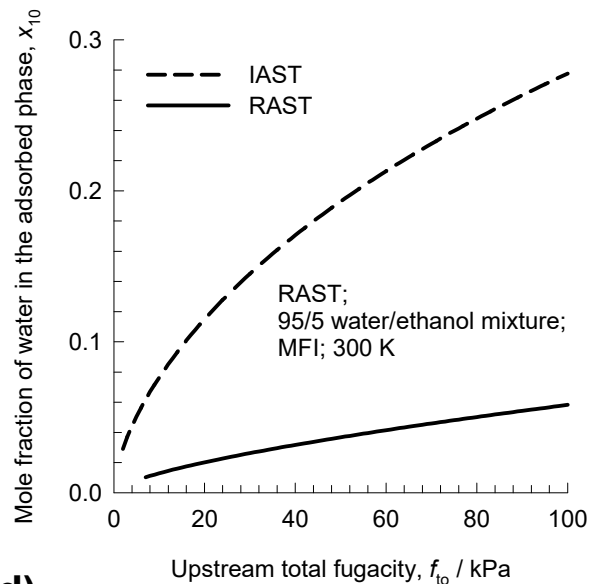 0.3
IAST
RAST
0.2
RAST;
95/5 water/ethanol mixture;
MFI; 300 K
0.1
0.0
0 20 40 60 80 100
Mole fraction of water in the adsorbed phase, x10
Upstream total fugacity, fto / kPa